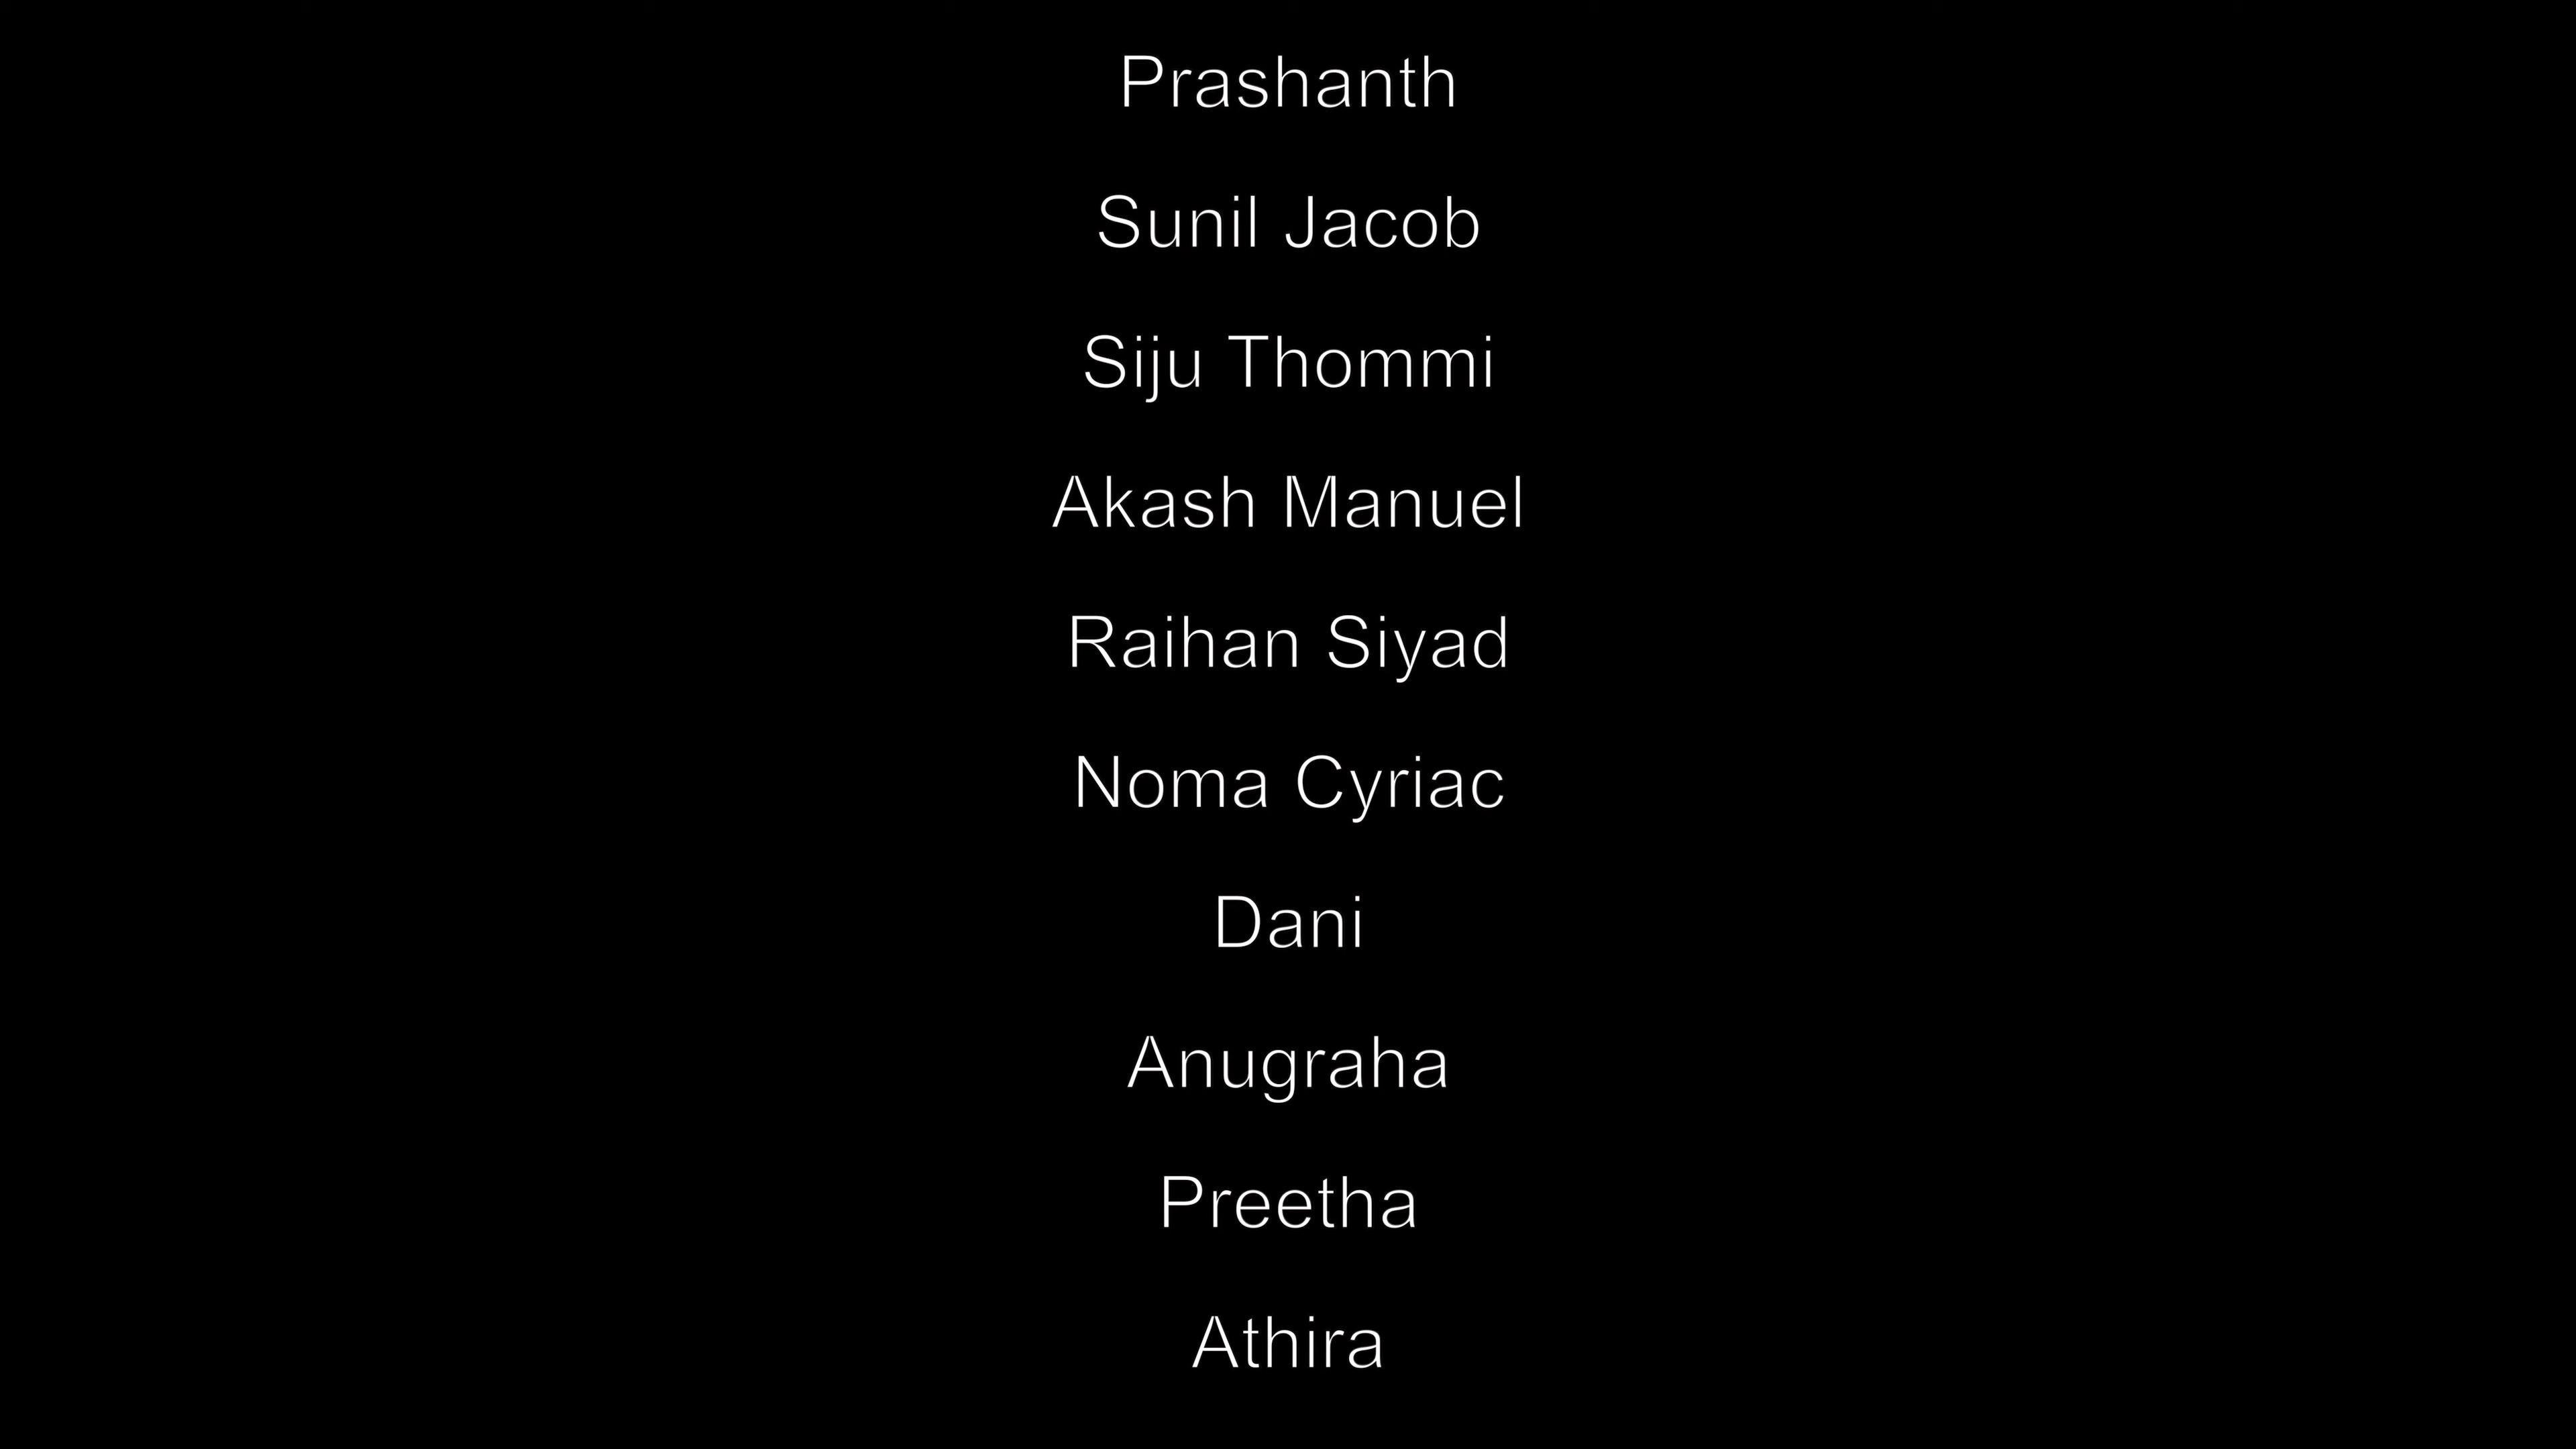 Prashanth
Sunil Jacob
Siju Thommi
Akash Manuel
Raihan Siyad
Noma Cyriac
Dani
Anugraha
Preetha
Athira